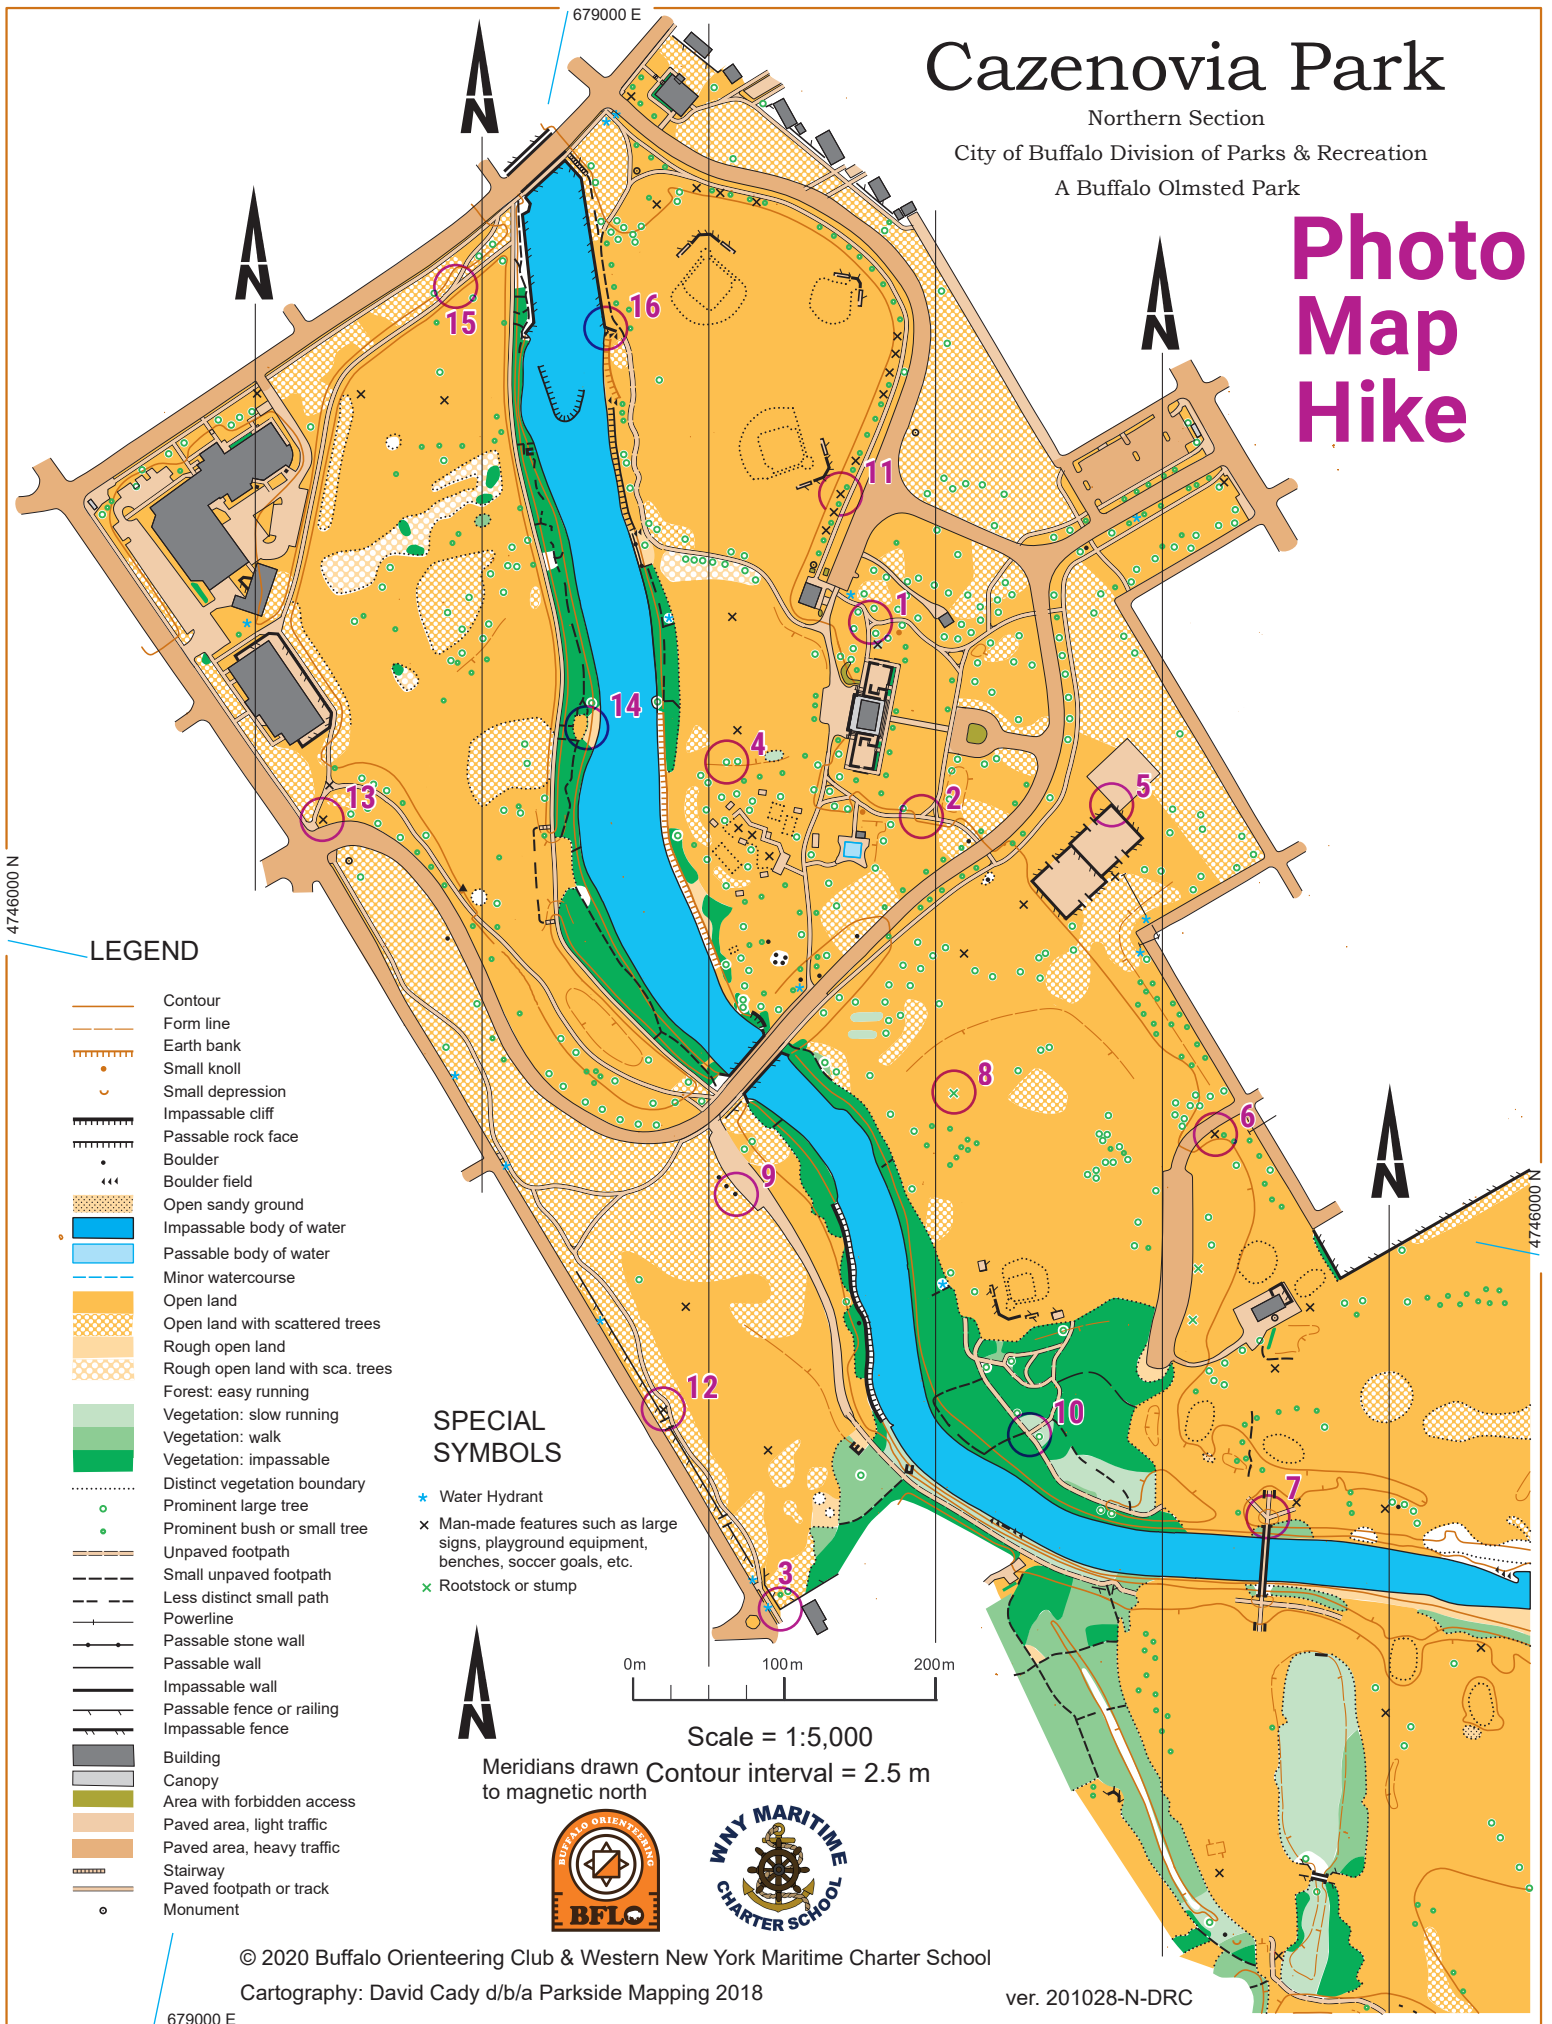 679000 E
Cazenovia Park
Northern Section
City of Buffalo Division of Parks & Recreation
A Buffalo Olmsted Park
Photo
Map
Hike
N
N
N
15
16
11
1
14
4
2
5
13
4746000 N
LEGEND
Contour
Form line
Earth bank
Small knoll
Small depression
Impassable cliff
Passable rock face
Boulder
Boulder field
Open sandy ground
Impassable body of water
Passable body of water
Minor watercourse
Open land
Open land with scattered trees
Rough open land
Rough open land with sca. trees
Forest: easy running
Vegetation: slow running
Vegetation: walk
Vegetation: impassable
Distinct vegetation boundary
Prominent large tree
Prominent bush or small tree
Unpaved footpath
Small unpaved footpath
Less distinct small path
Powerline
Passable stone wall
Passable wall
Impassable wall
Passable fence or railing
Impassable fence
Building
Canopy
Area with forbidden access
Paved area, light traffic
Paved area, heavy traffic
Stairway
Paved footpath or track
Monument
8
6
N
9
4746000 N
12
10
7
3
SPECIAL
SYMBOLS
Water Hydrant
Man-made features such as large
signs, playground equipment,
benches, soccer goals, etc.
Rootstock or stump
N
0m 100m 200m
Scale = 1:5,000
Meridians drawn
to magnetic north
Contour interval = 2.5 m
BUFFALO ORIENTEERING
BFLO
WNY MARITIME
CHARTER SCHOOL
© 2020 Buffalo Orienteering Club & Western New York Maritime Charter School
Cartography: David Cady d/b/a Parkside Mapping 2018
ver. 201028-N-DRC
679000 E